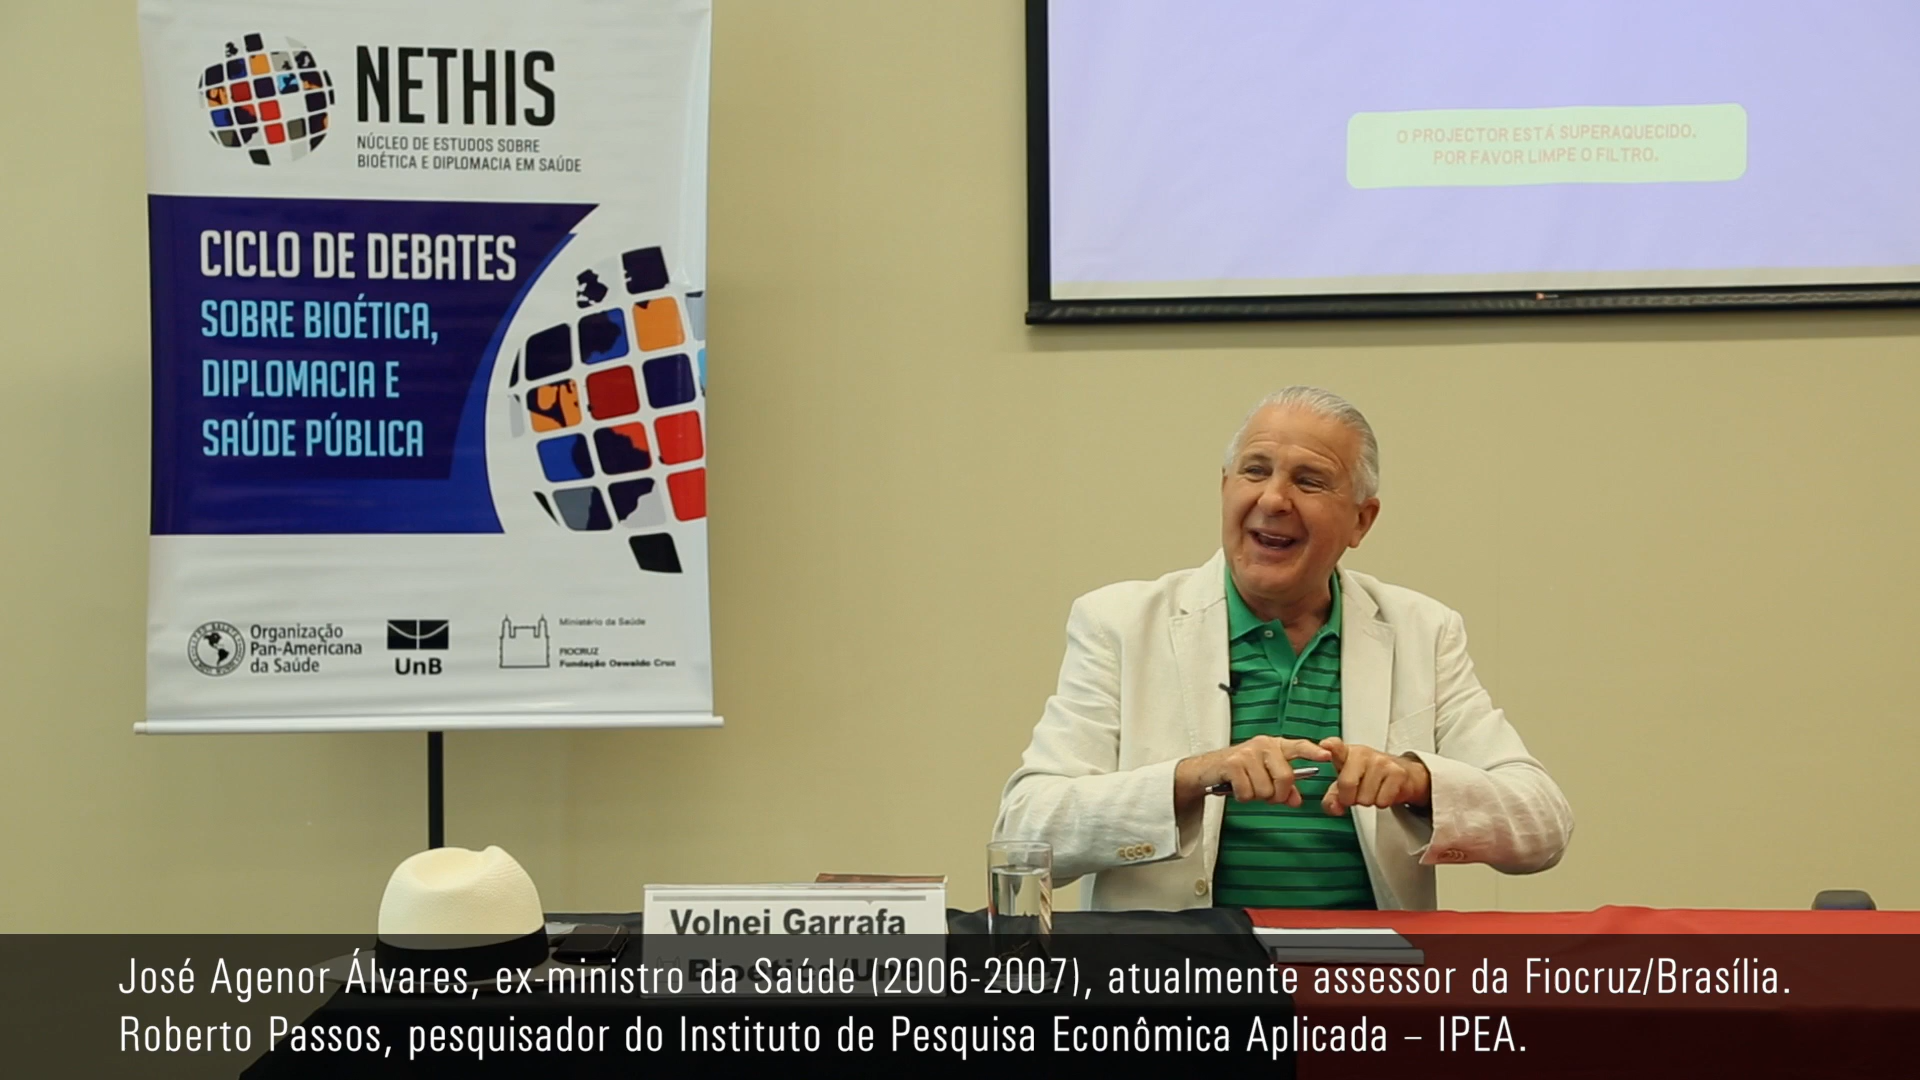 NETHIS
NÚCLEO DE ESTUDOS SOBRE
BIOÉTICA E DIPLOMACIA EM SAÚDE
CICLO DE DEBATES
SOBRE BIOÉTICA,
DIPLOMACIA E
SAÚDE PÚBLICA
Organização
Pan-Americana
da Saúde
UnB
Ministério da Saúde
FIOCRUZ
Fundação Oswaldo Cruz
O PROJECTOR ESTÁ SUPERAQUECIDO.
POR FAVOR LIMPE O FILTRO.
Volnei Garrafa
Bioética/UnB
José Agenor Álvares, ex-ministro da Saúde (2006-2007), atualmente assessor da Fiocruz/Brasília.
Roberto Passos, pesquisador do Instituto de Pesquisa Econômica Aplicada – IPEA.